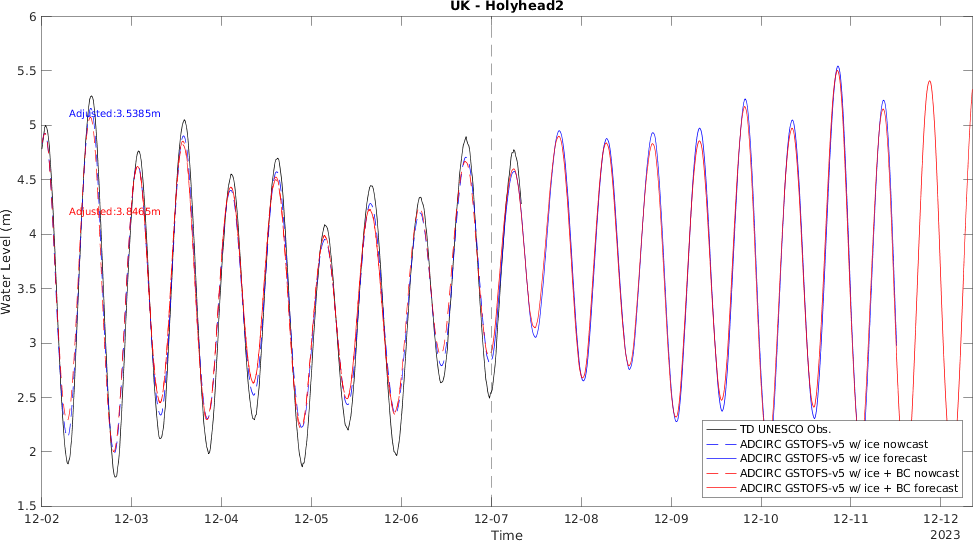 UK - Holyhead2
6
5.5
5
4.5
4
3.5
3
2.5
2
1.5
Water Level (m)
Adjusted:3.5385m
Adjusted:3.8465m
TD UNESCO Obs.
ADCIRC GSTOFS-v5 w/ ice nowcast
ADCIRC GSTOFS-v5 w/ ice forecast
ADCIRC GSTOFS-v5 w/ ice + BC nowcast
ADCIRC GSTOFS-v5 w/ ice + BC forecast
12-02 12-03 12-04 12-05 12-06 12-07 12-08 12-09 12-10 12-11 12-12
2023
Time